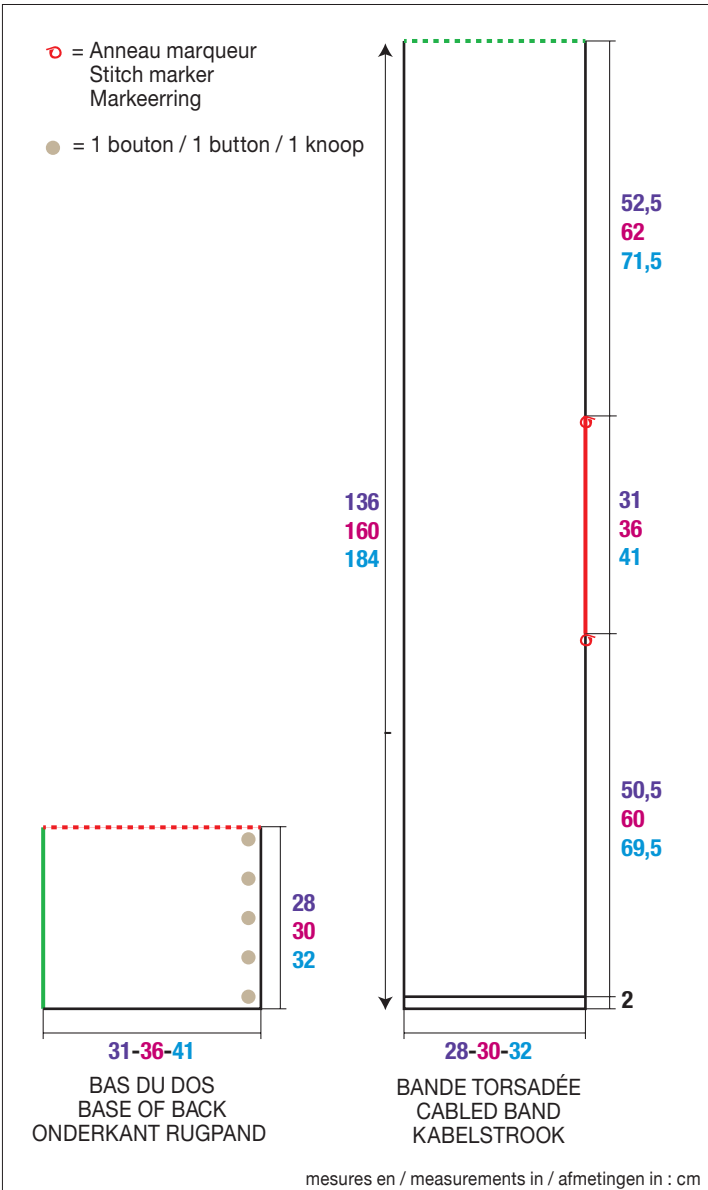 = Anneau marqueur
Stitch marker
Markeerring
= 1 bouton / 1 button / 1 knoop
52,5
62
71,5
136
160
184
31
36
41
50,5
60
69,5
28
30
32
2
31-36-41
BAS DU DOS
BASE OF BACK
ONDERKANT RUGPAND
28-30-32
BANDE TORSADÉE
CABLED BAND
KABELSTROOK
mesures en / measurements in / afmetingen in : cm